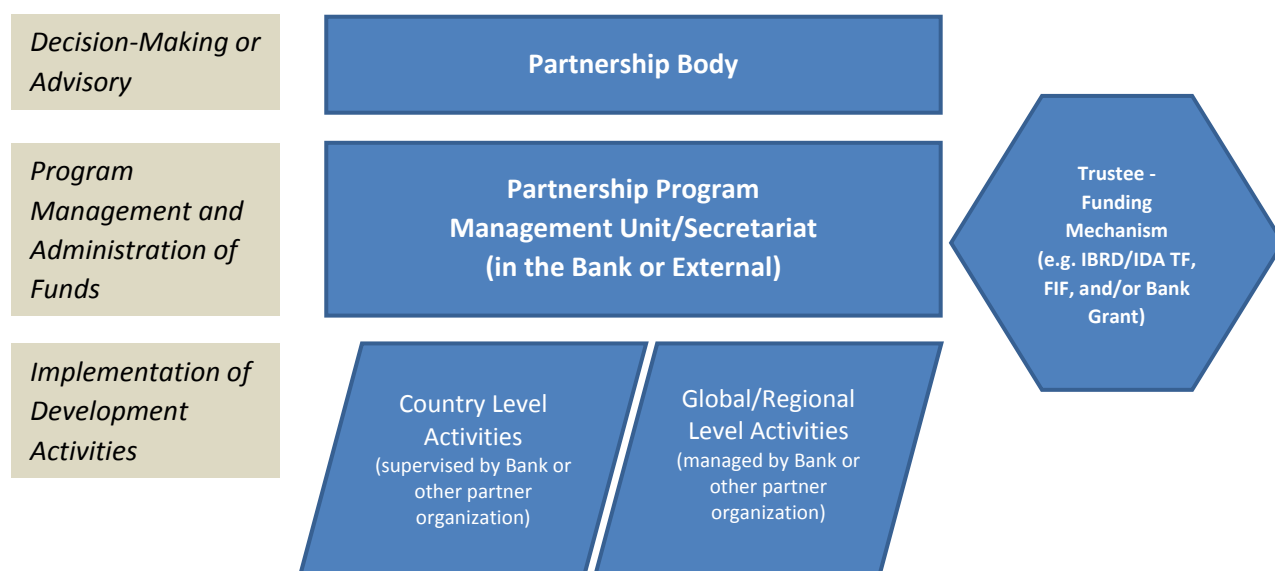 Decision-Making or
Advisory
Partnership Body
Program
Management and
Administration of
Funds
Partnership Program
Management Unit/Secretariat
(in the Bank or External)
Trustee -
Funding
Mechanism
(e.g. IBRD/IDA TF,
FIF, and/or Bank
Grant)
Implementation of
Development
Activities
Country Level
Activities
(supervised by Bank or
other partner
organization)
Global/Regional
Level Activities
(managed by Bank or
other partner
organization)